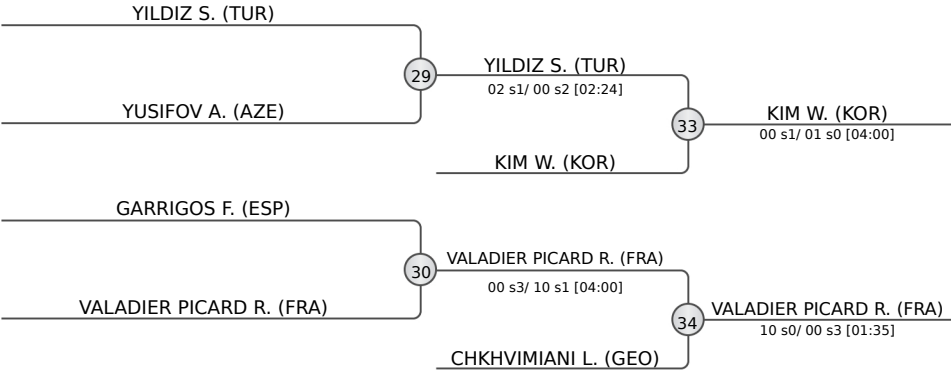 YILDIZ S. (TUR)
29
YILDIZ S. (TUR)
02 s1/ 00 s2 [02:24]
YUSIFOV A. (AZE)
33
KIM W. (KOR)
00 s1/ 01 s0 [04:00]
KIM W. (KOR)
GARRIGOS F. (ESP)
30
VALADIER PICARD R. (FRA)
00 s3/ 10 s1 [04:00]
VALADIER PICARD R. (FRA)
34
VALADIER PICARD R. (FRA)
10 s0/ 00 s3 [01:35]
CHKHVIMIANI L. (GEO)